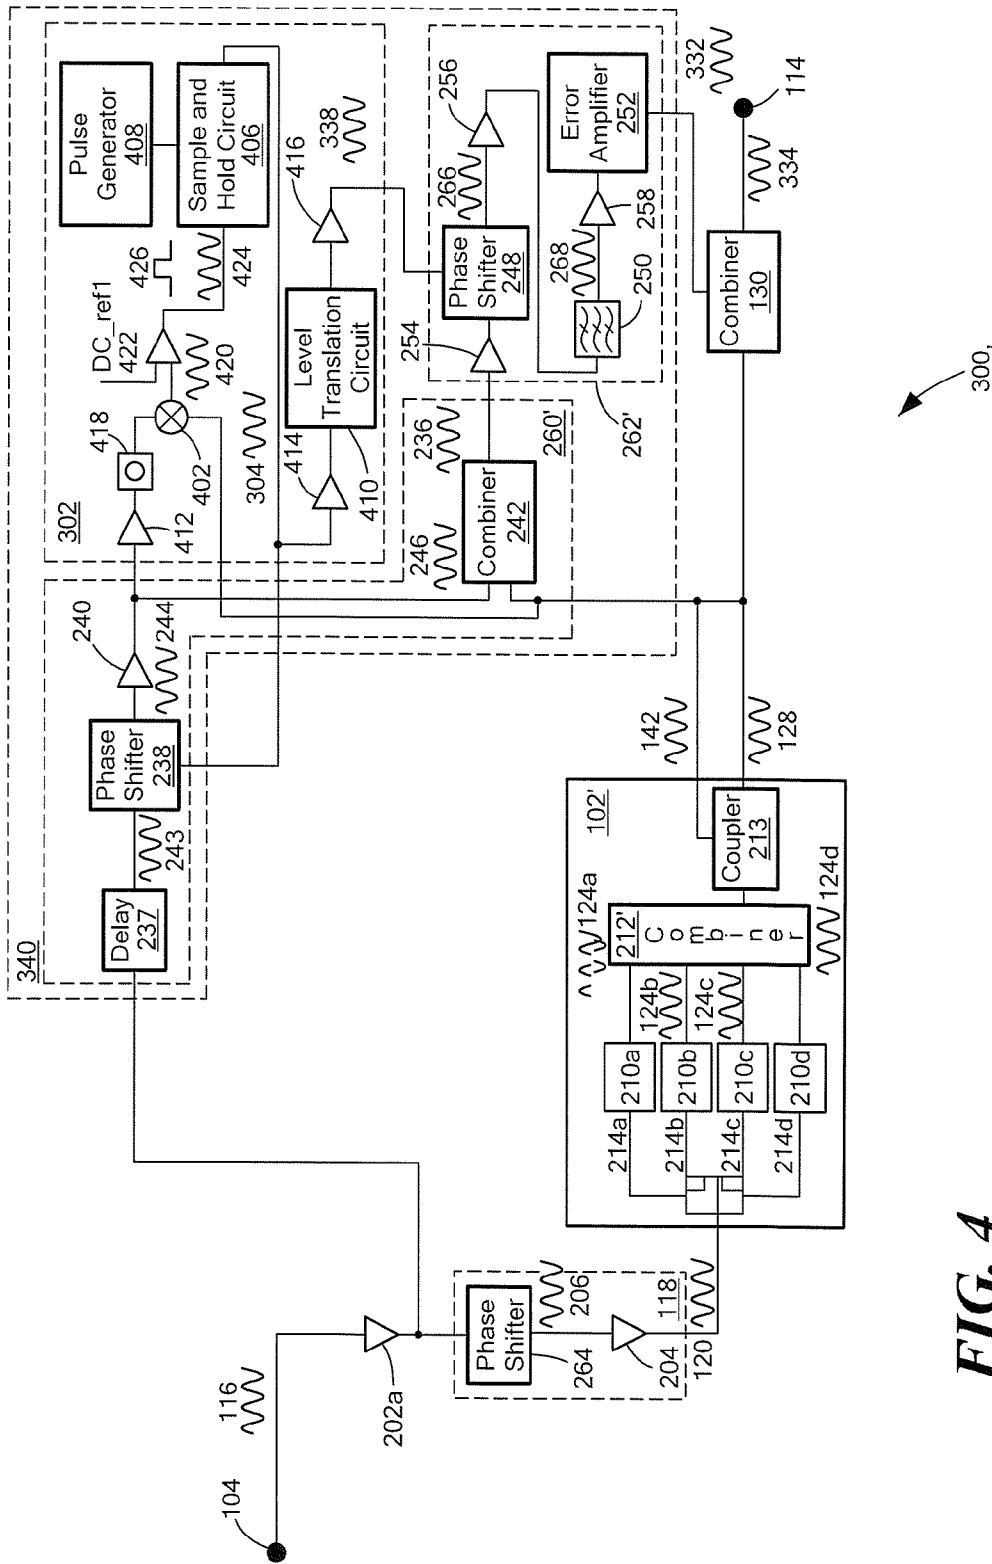 340
302
Pulse
Generator
408
Sample and
Hold Circuit
406
426
424
DC_ref1
422
420
418
402
412
304
414
Level
Translation
Circuit
410
416
338
240
244
Phase
Shifter
238
243
Delay
237
246
236
Combiner
242
260'
254
Phase
Shifter
248
266
256
Error
Amplifier
252
258
268
250
262'
332
114
334
Combiner
130
300,
142
128
102'
Coupler
213
124a
212'
Combiner
124d
124b
124c
210a
210b
210c
210d
214a
214b
214c
214d
104
116
202a
Phase
Shifter
264
206
204
118
120
FIG. 4